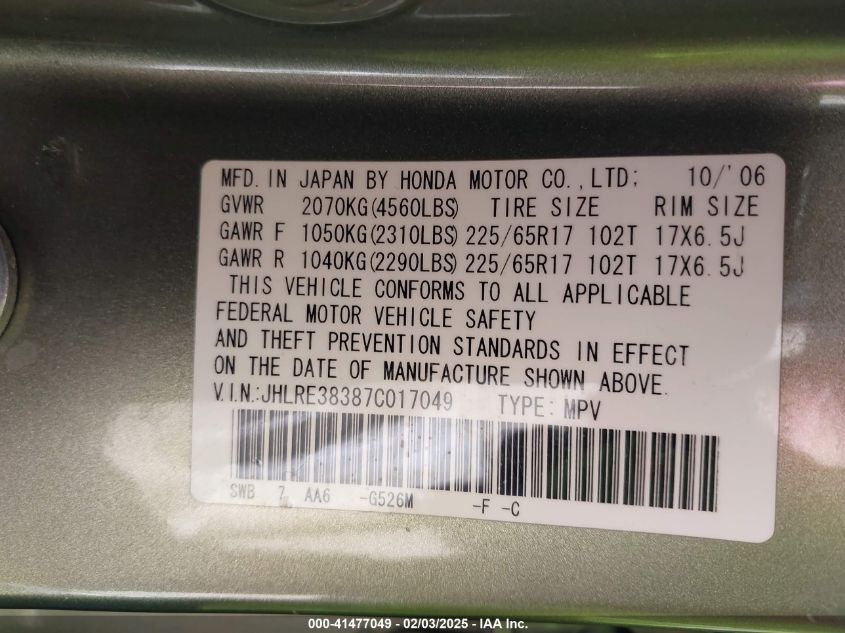 MFD. IN JAPAN BY HONDA MOTOR CO.,LTD; 10/'06
GVWR 2070KG(4560LBS) TIRE SIZE RIM SIZE
GAWR F 1050KG(2310LBS) 225/65R17 102T 17X6.5J
GAWR R 1040KG(2290LBS) 225/65R17 102T 17X6.5J
THIS VEHICLE CONFORMS TO ALL APPLICABLE
FEDERAL MOTOR VEHICLE SAFETY
AND THEFT PREVENTION STANDARDS IN EFFECT
ON THE DATE OF MANUFACTURE SHOWN ABOVE.
V.I.N.:JHLRE38387C017049 TYPE: MPV
SWB 7 AA6 -G526M -F -C
000-41477049 - 02/03/2025 - IAA Inc.